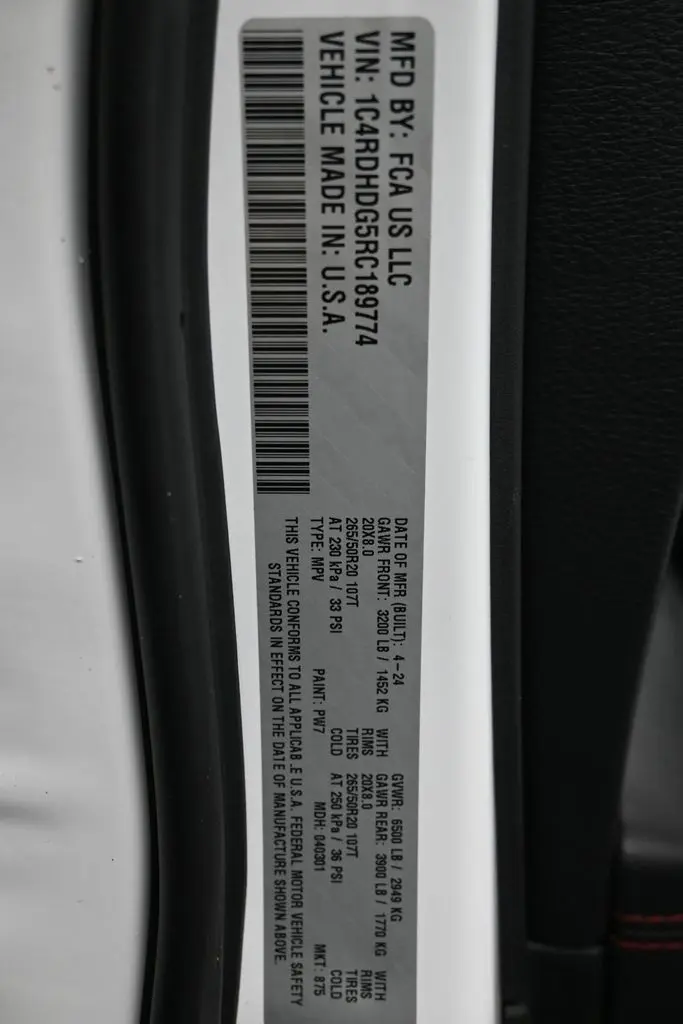 MFD BY: FCA US LLC
VIN: 1C4RDHDG5RC189774
VEHICLE MADE IN: U.S.A.
DATE OF MFR (BUILT): 4-24 GVWR: 6500 LB / 2949 KG
GAWR FRONT: 3200 LB / 1452 KG WITH GAWR REAR: 3900 LB / 1770 KG WITH
20X8.0 RIMS 20X8.0 RIMS
265/50R20 107T TIRES 265/50R20 107T TIRES
AT 230 kPa / 33 PSI COLD AT 250 kPa / 36 PSI COLD
TYPE: MPV PAINT: PW7 MDH: 040301 MKT: 875
THIS VEHICLE CONFORMS TO ALL APPLICAB.E U.S.A. FEDERAL MOTOR VEHICLE SAFETY
STANDARDS IN EFFECT ON THE DATE OF MANUFACTURE SHOWN ABOVE.